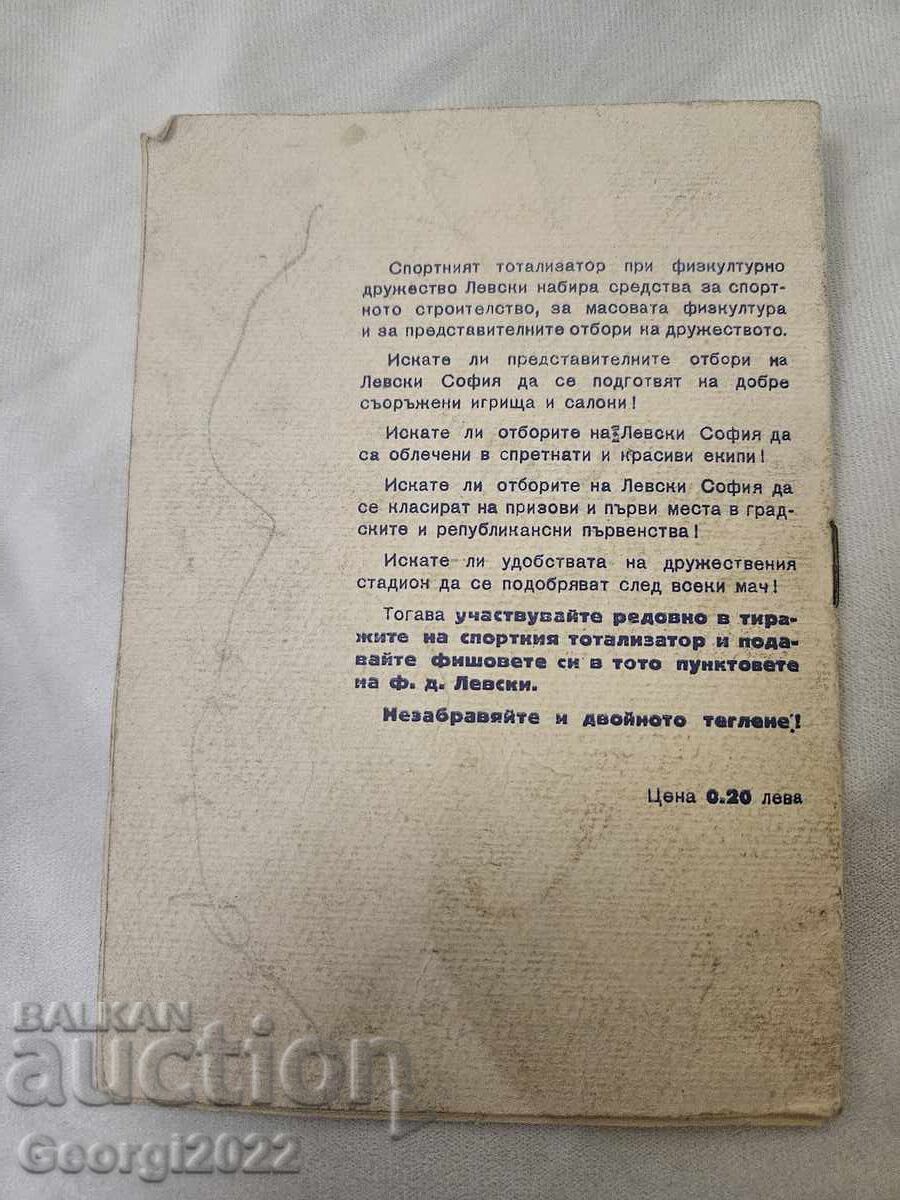 Спортният тотализатор при физкултурно
дружество Левски набира средства за спорт-
ното строителство, за масовата физкултура
и за представителните отбори на дружеството.
Искате ли представителните отбори на
Левски София да се подготвят на добре
съоръжени игрища и салони!
Искате ли отборите на Левски София да
са облечени в спретнати и красиви екипи!
Искате ли отборите на Левски София да
се класират на призови и първи места в град-
ските и републикански първенства!
Искате ли удобствата на дружествения
стадион да се подобряват след всеки мач!
Тогава участвувайте редовно в тира-
жите на спортния тотализатор и пода-
вайте фишовете си в тото пунктовете
на ф. д. Левски.
Незабравяйте и двойното теглене!
Цена 0.20 лева
BALKAN
auction
Georgi2022